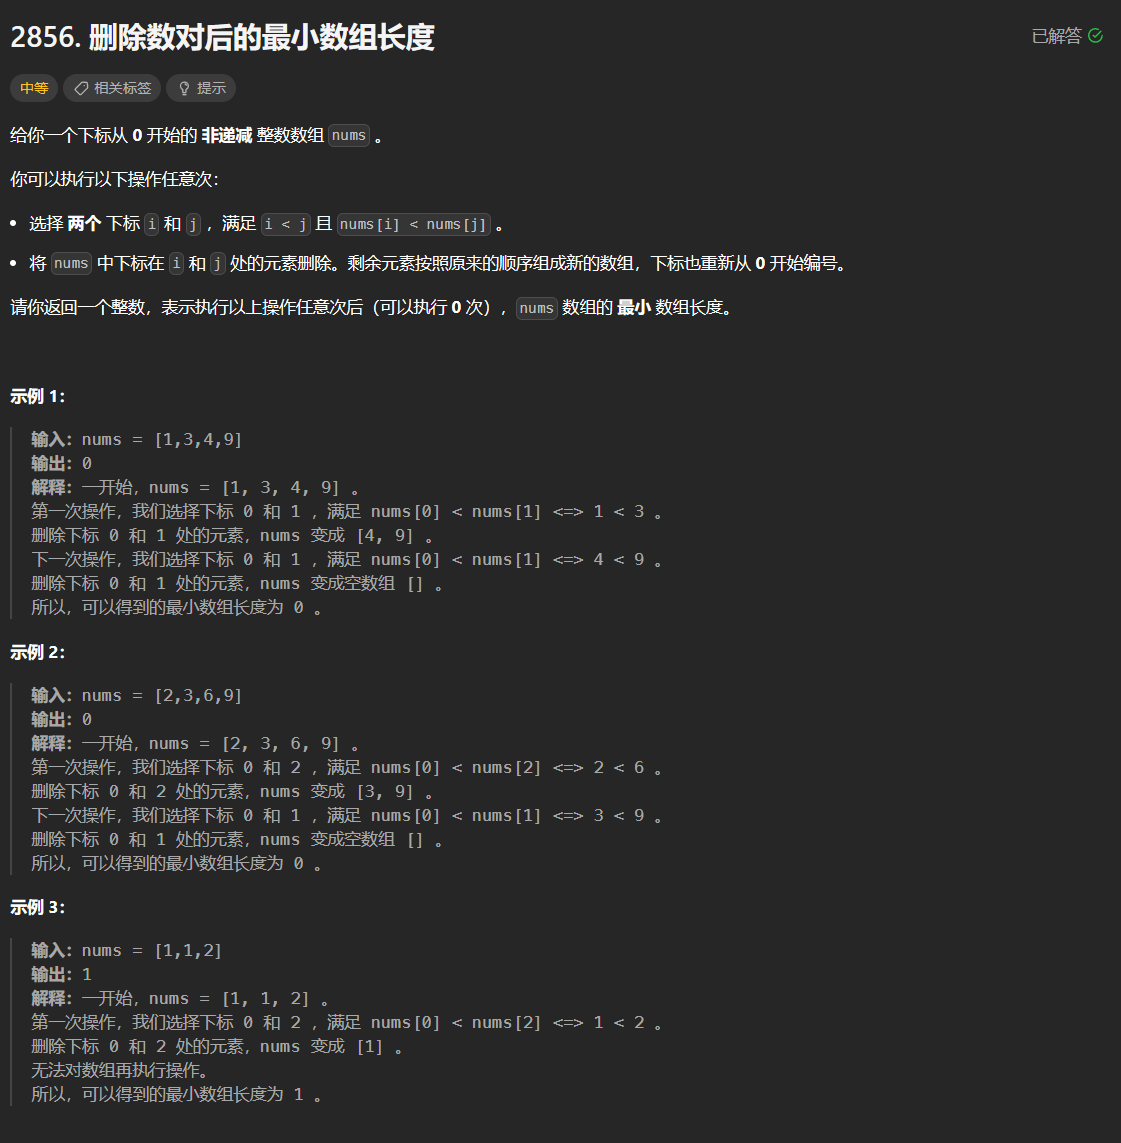 2856. 删除数对后的最小数组长度
已解答
中等 相关标签 提示
给你一个下标从 0 开始的 非递减 整数数组 nums 。
你可以执行以下操作任意次：
选择 两个 下标 i 和 j ，满足 i < j 且 nums[i] < nums[j] 。
将 nums 中下标在 i 和 j 处的元素删除。剩余元素按照原来的顺序组成新的数组，下标也重新从 0 开始编号。
请你返回一个整数，表示执行以上操作任意次后（可以执行 0 次），nums 数组的 最小 数组长度。
示例 1：
输入：nums = [1,3,4,9]
输出：0
解释：一开始，nums = [1, 3, 4, 9] 。
第一次操作，我们选择下标 0 和 1 ，满足 nums[0] < nums[1] <=> 1 < 3 。
删除下标 0 和 1 处的元素，nums 变成 [4, 9] 。
下一次操作，我们选择下标 0 和 1 ，满足 nums[0] < nums[1] <=> 4 < 9 。
删除下标 0 和 1 处的元素，nums 变成空数组 [] 。
所以，可以得到的最小数组长度为 0 。
示例 2：
输入：nums = [2,3,6,9]
输出：0
解释：一开始，nums = [2, 3, 6, 9] 。
第一次操作，我们选择下标 0 和 2 ，满足 nums[0] < nums[2] <=> 2 < 6 。
删除下标 0 和 2 处的元素，nums 变成 [3, 9] 。
下一次操作，我们选择下标 0 和 1 ，满足 nums[0] < nums[1] <=> 3 < 9 。
删除下标 0 和 1 处的元素，nums 变成空数组 [] 。
所以，可以得到的最小数组长度为 0 。
示例 3：
输入：nums = [1,1,2]
输出：1
解释：一开始，nums = [1, 1, 2] 。
第一次操作，我们选择下标 0 和 2 ，满足 nums[0] < nums[2] <=> 1 < 2 。
删除下标 0 和 2 处的元素，nums 变成 [1] 。
无法对数组再执行操作。
所以，可以得到的最小数组长度为 1 。